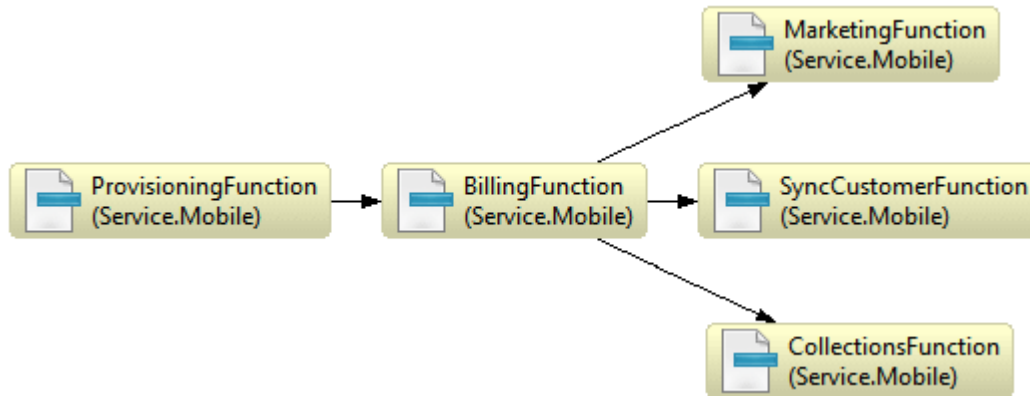 MarketingFunction
(Service.Mobile)
ProvisioningFunction
(Service.Mobile)
BillingFunction
(Service.Mobile)
SyncCustomerFunction
(Service.Mobile)
CollectionsFunction
(Service.Mobile)